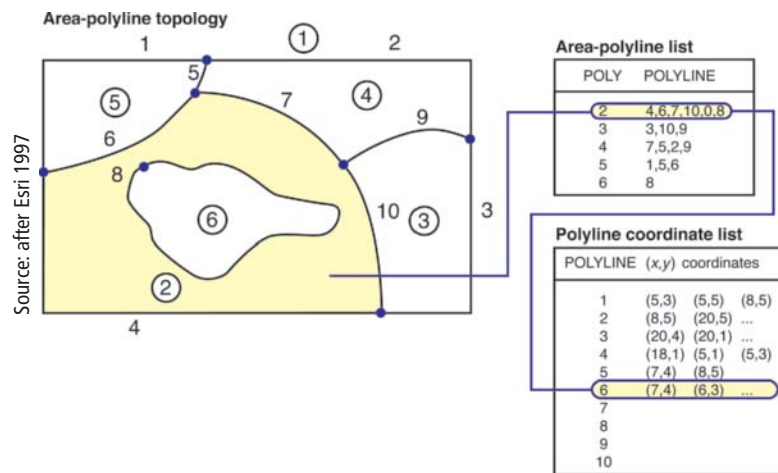 Area-polyline topology
1
①
2
5
⑤
④
7
9
6
8
⑥
10
③
3
②
4
Source: after Esri 1997
Area-polyline list
POLY POLYLINE
2 4,6,7,10,0,8
3 3,10,9
4 7,5,2,9
5 1,5,6
6 8
Polyline coordinate list
POLYLINE (x,y) coordinates
1 (5,3) (5,5) (8,5)
2 (8,5) (20,5) ...
3 (20,4) (20,1) ...
4 (18,1) (5,1) (5,3)
5 (7,4) (8,5)
6 (7,4) (6,3) ...
7
8
9
10